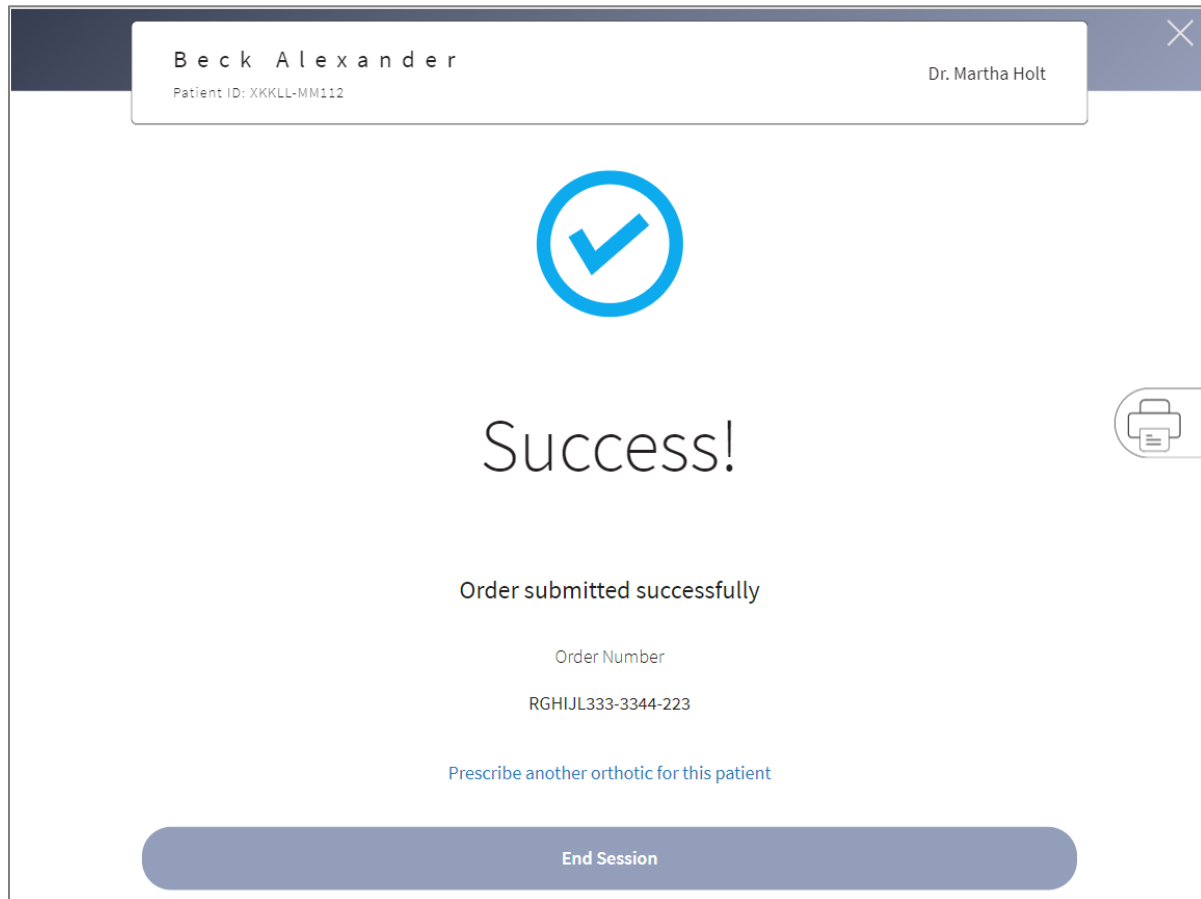 Beck Alexander
Patient ID: XKKLL-MM112
Dr. Martha Holt
Success!
Order submitted successfully
Order Number
RGHIJL333-3344-223
Prescribe another orthotic for this patient
End Session